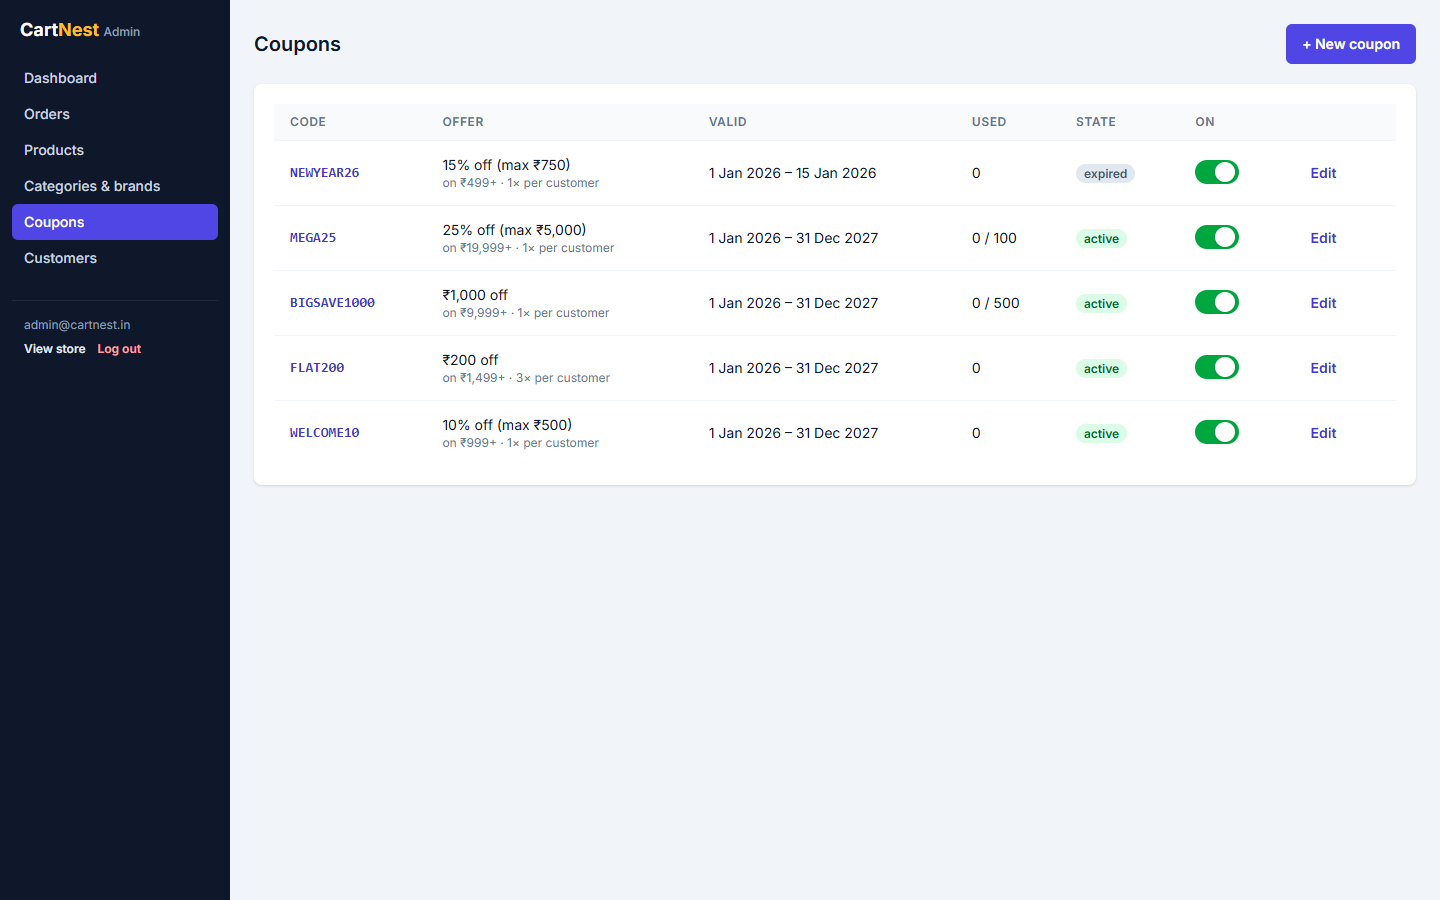 CartNest Admin
Dashboard
Orders
Products
Categories & brands
Coupons
Customers
admin@cartnest.in
View store Log out
Coupons
+ New coupon
CODE OFFER VALID USED STATE ON
NEWYEAR26 15% off (max ₹750) 1 Jan 2026 – 15 Jan 2026 0 expired Edit
on ₹499+ · 1× per customer
MEGA25 25% off (max ₹5,000) 1 Jan 2026 – 31 Dec 2027 0 / 100 active Edit
on ₹19,999+ · 1× per customer
BIGSAVE1000 ₹1,000 off 1 Jan 2026 – 31 Dec 2027 0 / 500 active Edit
on ₹9,999+ · 1× per customer
FLAT200 ₹200 off 1 Jan 2026 – 31 Dec 2027 0 active Edit
on ₹1,499+ · 3× per customer
WELCOME10 10% off (max ₹500) 1 Jan 2026 – 31 Dec 2027 0 active Edit
on ₹999+ · 1× per customer